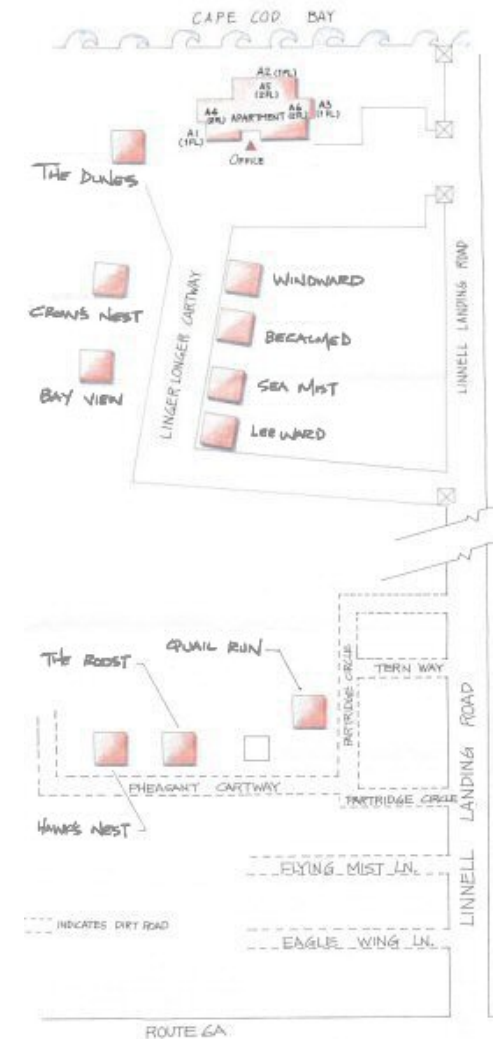 CAPE COD BAY
A2 (1FL)
A5
(2FL)
A4
(2FL)
APARTMENT
A6
(2FL)
A3
(1FL)
A1
(1FL)
OFFICE
THE DUNES
WINDWARD
CROW'S NEST
BECALMED
BAY VIEW
SEA MIST
LEEWARD
LINGER LONGER CARTWAY
LINNELL LANDING ROAD
THE ROOST
QUAIL RUN
PARTRIDGE CIRCLE
TERN WAY
PHEASANT CARTWAY
PARTRIDGE CIRCLE
HAWK'S NEST
LINNELL LANDING ROAD
FLYING MIST LN.
INDICATES DIRT ROAD
EAGLE WING LN.
ROUTE 6A